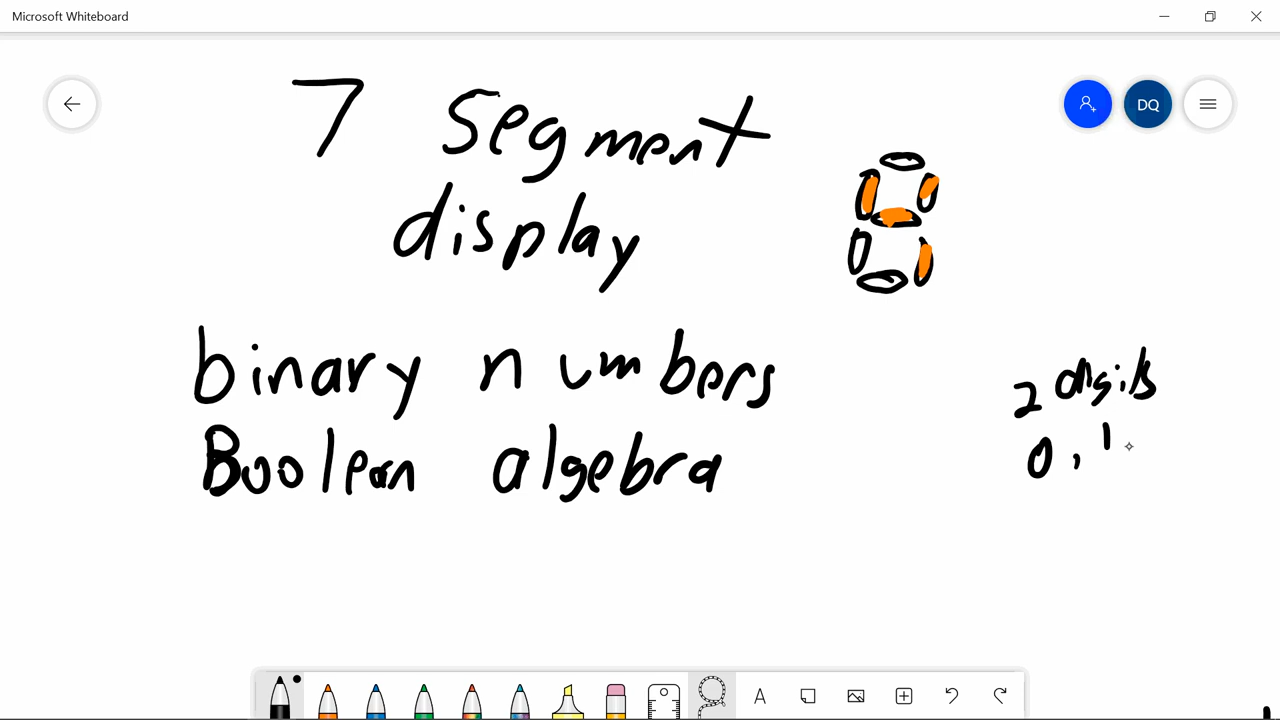 Microsoft Whiteboard
7 segment
display
DQ
binary numbers
2 digits
Boolean algebra
0, 1
A